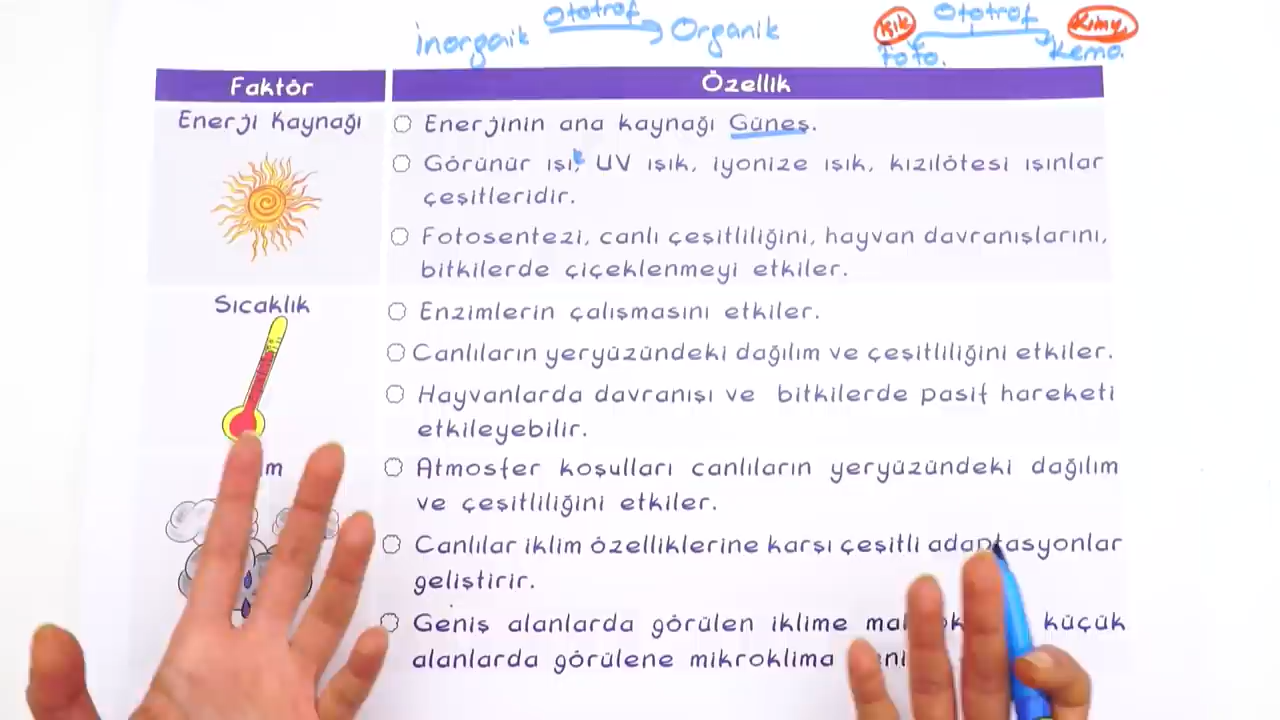 Ototrof
inorgaik Organik
Işık Ototrof Kimya
Foto. Kemo.
Faktör Özellik
Enerji Kaynağı
Enerjinin ana kaynağı Güneş.
Görünür ışık UV ışık, iyonize ışık, kızılötesi ışınlar
çeşitleridir.
Fotosentezi, canlı çeşitliliğini, hayvan davranışlarını,
bitkilerde çiçeklenmeyi etkiler.
Sıcaklık
Enzimlerin çalışmasını etkiler.
Canlıların yeryüzündeki dağılım ve çeşitliliğini etkiler.
Hayvanlarda davranışı ve bitkilerde pasif hareketi
etkileyebilir.
Atmosfer koşulları canlıların yeryüzündeki dağılım
ve çeşitliliğini etkiler.
Canlılar iklim özelliklerine karşı çeşitli adaptasyonlar
geliştirir.
Geniş alanlarda görülen iklime küçük
alanlarda görülene mikroklima